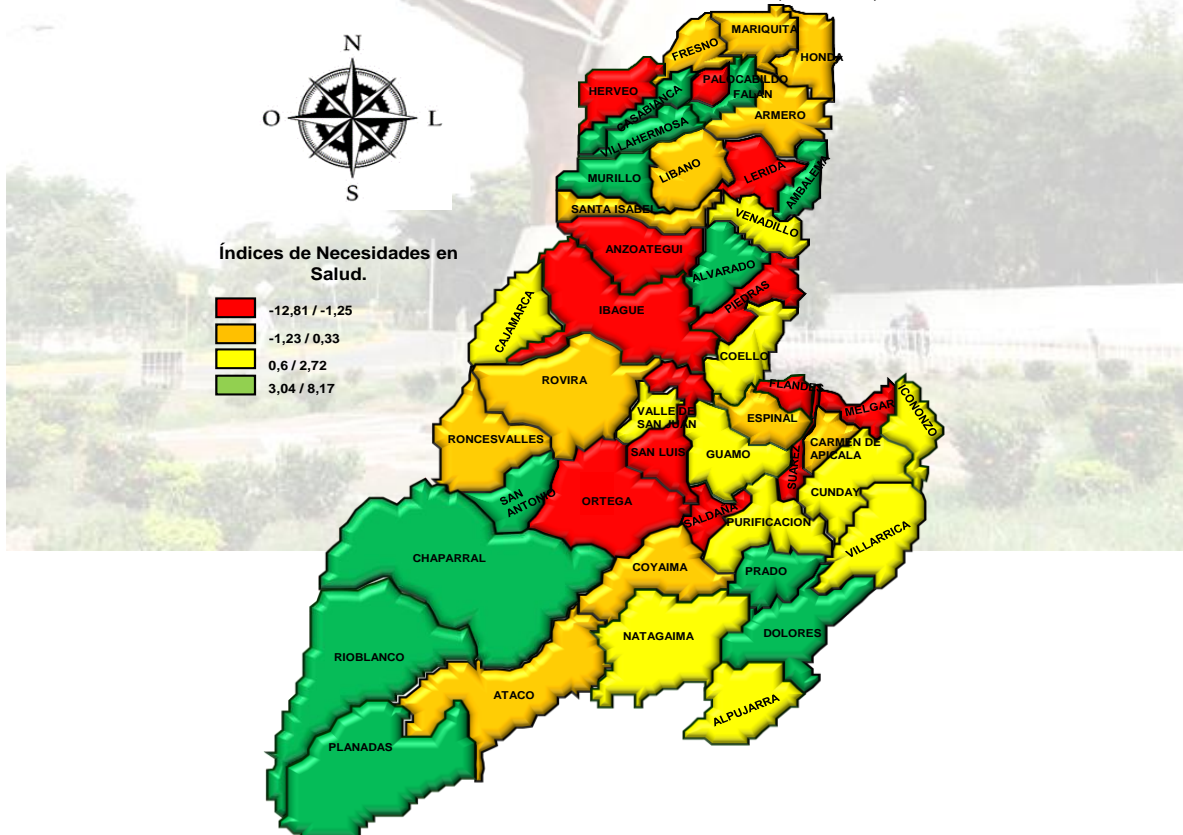 N
O
L
S
Índices de Necesidades en
Salud.
-12,81 / -1,25
-1,23 / 0,33
0,6 / 2,72
3,04 / 8,17
MARIQUITA
FRESNO
HONDA
PALOCABILDO
HERVEO
CASABIANCA
FALAN
ARMERO
VILLAHERMOSA
LIBANO
LERIDA
MURILLO
AMBALEMA
SANTA ISABEL
VENADILLO
ANZOATEGUI
ALVARADO
PIEDRAS
IBAGUE
CAJAMARCA
COELLO
ROVIRA
FLANDES
MELGAR
ICONONZO
VALLE DE
SAN JUAN
ESPINAL
RONCESVALLES
CARMEN DE
APICALA
SAN LUIS
GUAMO
SUAREZ
CUNDAY
SAN
ANTONIO
ORTEGA
SALDAÑA
PURIFICACION
VILLARRICA
CHAPARRAL
COYAIMA
PRADO
NATAGAIMA
DOLORES
RIOBLANCO
ATACO
ALPUJARRA
PLANADAS